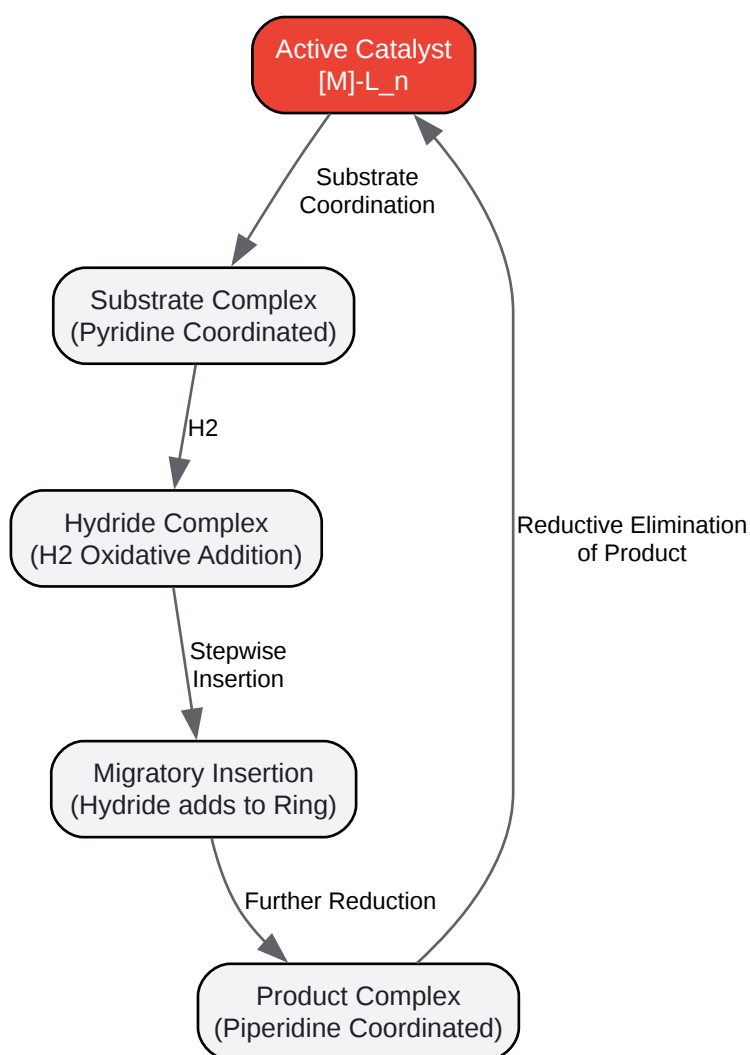 Active Catalyst
[M]-L_n
Substrate
Coordination
Substrate Complex
(Pyridine Coordinated)
H2
Hydride Complex
(H2 Oxidative Addition)
Reductive Elimination
of Product
Stepwise
Insertion
Migratory Insertion
(Hydride adds to Ring)
Further Reduction
Product Complex
(Piperidine Coordinated)